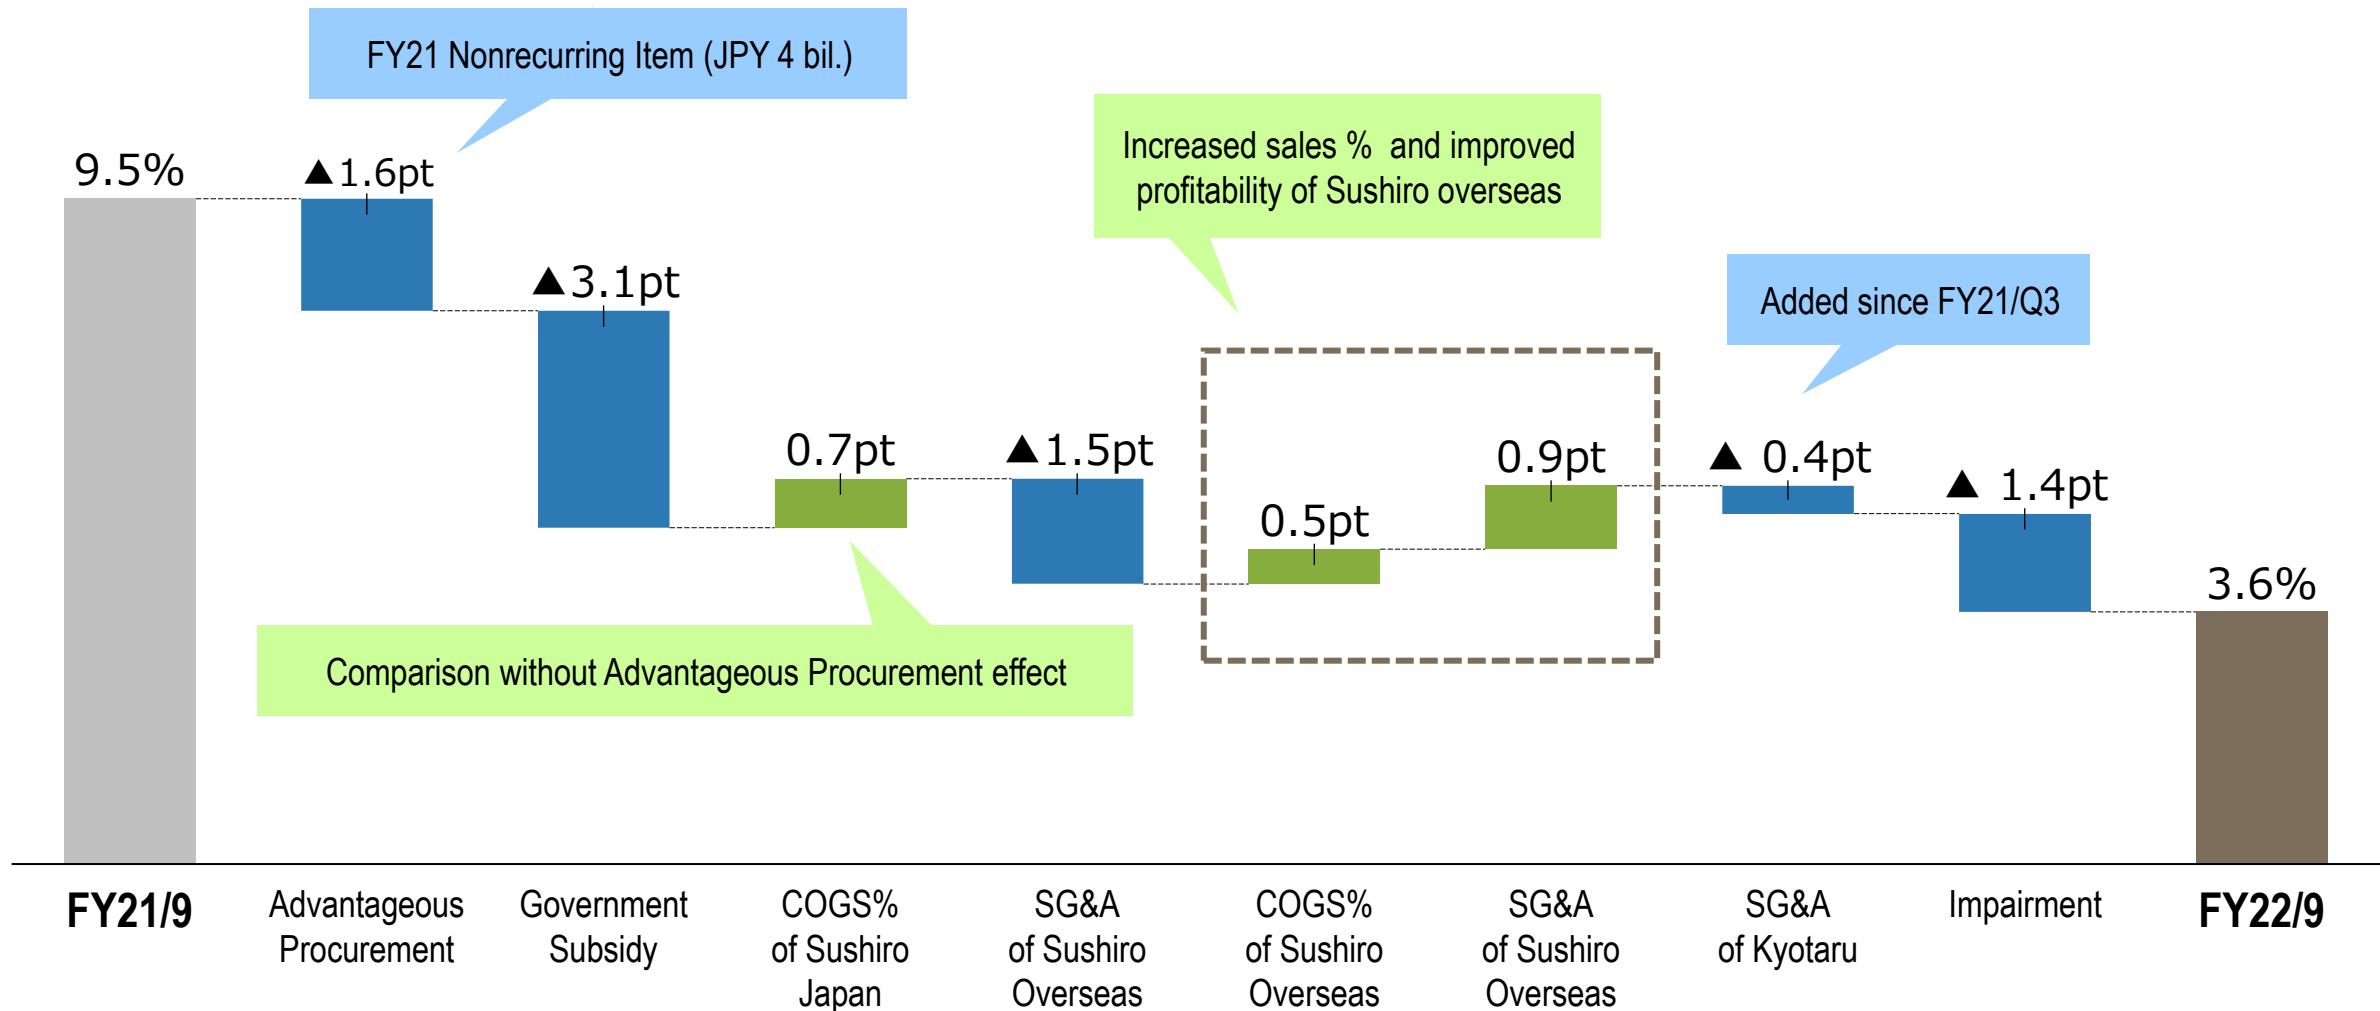 FY21 Nonrecurring Item (JPY 4 bil.)
Increased sales % and improved
profitability of Sushiro overseas
9.5%
▲1.6pt
▲3.1pt
Added since FY21/Q3
0.7pt
▲1.5pt
0.5pt
0.9pt
▲ 0.4pt
▲ 1.4pt
3.6%
Comparison without Advantageous Procurement effect
FY21/9
Advantageous
Procurement
Government
Subsidy
COGS%
of Sushiro
Japan
SG&A
of Sushiro
Overseas
COGS%
of Sushiro
Overseas
SG&A
of Sushiro
Overseas
SG&A
of Kyotaru
Impairment
FY22/9